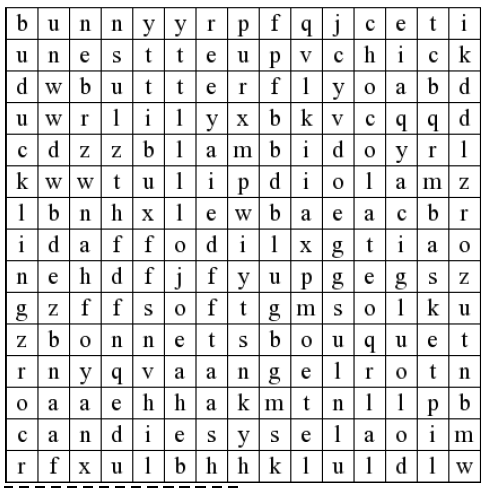 b u n n y y r p f q j c e t i
u n e s t t e u p v c h i c k
d w b u t t e r f l y o a b d
u w r l i l y x b k v c q q d
c d z z b l a m b i d o y r l
k w w t u l i p d i o l a m z
l b n h x l e w b a e a c b r
i d a f f o d i l x g t i a o
n e h d f j f y u p g e g s z
g z f f s o f t g m s o l k u
z b o n n e t s b o u q u e t
r n y q v a a n g e l r o t n
o a a e h h a k m t n l l p b
c a n d i e s y s e l a o i m
r f x u l b h h k l u l d l w